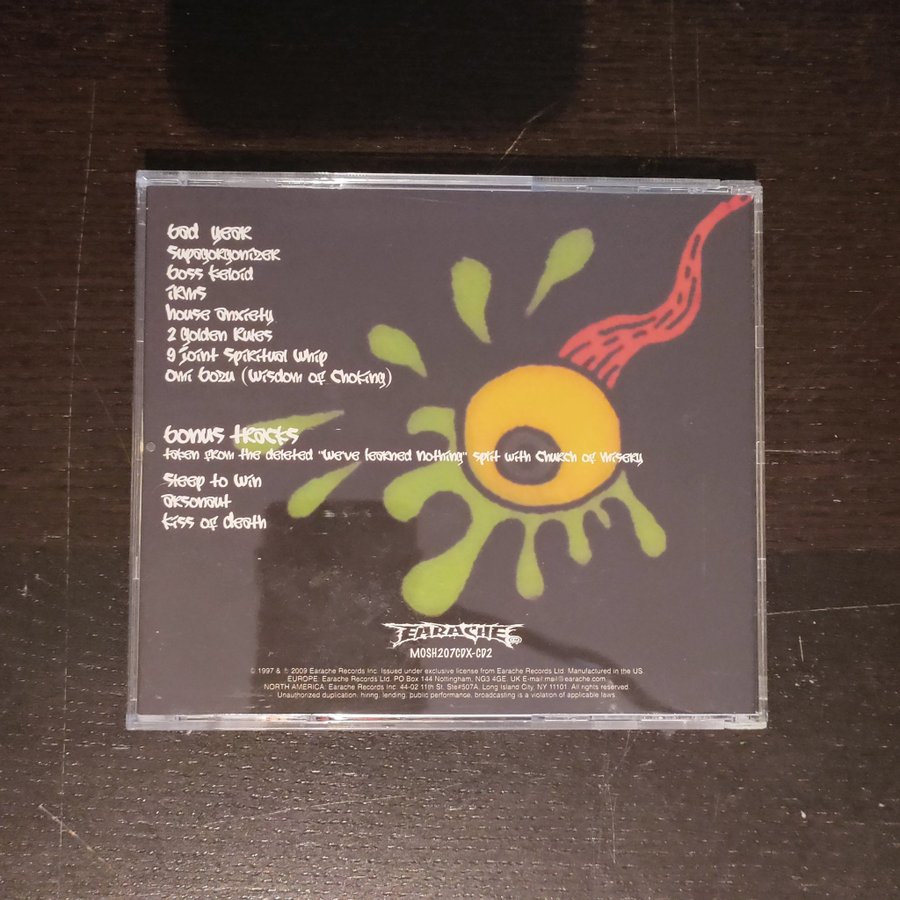 bad year
Supagorgonizer
boss keloid
IRMS
house anxiety
2 Golden Rules
9 Joint Spiritual Whip
Omi Bozu (Wisdom of Choking)
bonus tracks
taken from the deleted "We've learned Nothing" split with Church of Misery
Sleep to Win
arsonaut
kiss of death
EARACHE
MOSH207CDX-CD2
© 1997 & ℗ 2009 Earache Records Inc. Issued under exclusive license from Earache Records Ltd. Manufactured in the US
EUROPE: Earache Records Ltd. PO Box 144 Nottingham, NG3 4GE. UK E-mail:mail@earache.com.
NORTH AMERICA: Earache Records Inc. 44-02 11th St. Ste#507A, Long Island City, NY 11101. All rights reserved.
Unauthorized duplication, hiring, lending, public performance, broadcasting is a violation of applicable laws.